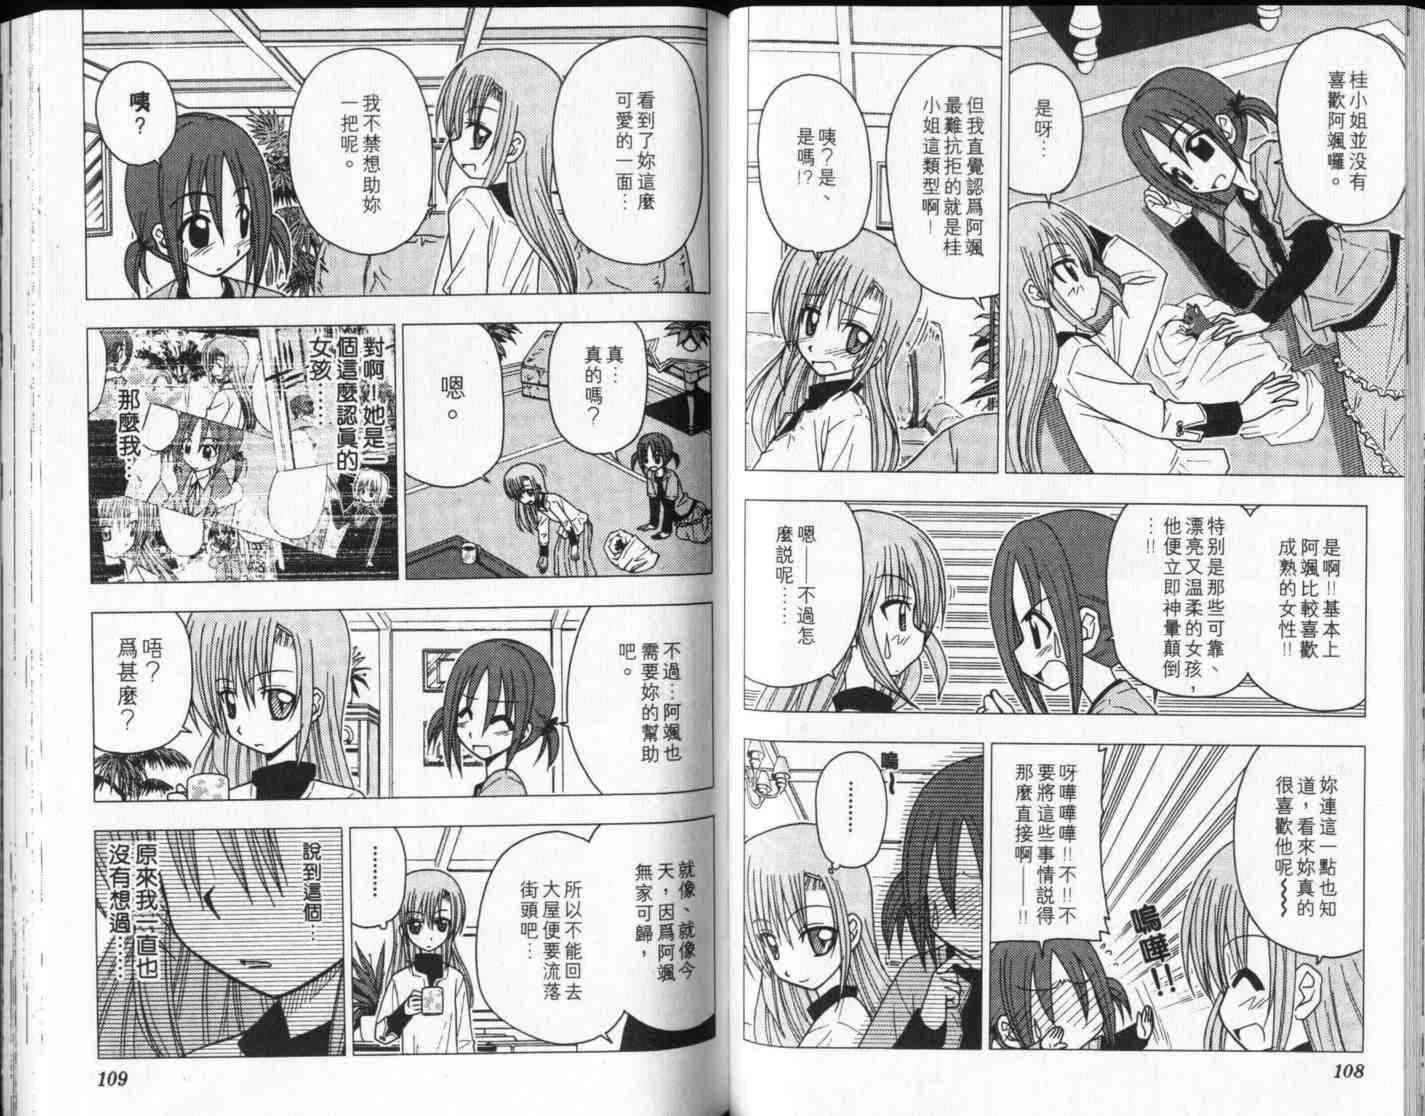 桂小姐並没有
喜歡阿颯囉。
是呀…
但我直覺認爲阿颯
最難抗拒的就是桂
小姐這類型啊！
咦？是、
是嗎!?
是啊!!基本上
阿颯比較喜歡
成熟的女性!!
特别是那些可靠、
漂亮又温柔的女孩，
他便立即神暈顛倒
…!!
嗯——不過怎
麼説呢……
妳連這一點也知
道，看來妳真的
很喜歡他呢～
嗚
嘩!!
呀嘩嘩嘩!!不!!不
要將這些事情説得
那麼直接啊——!!
嗚～
………
108
看到了妳這麼
可愛的一面…
我不禁想助妳
一把呢。
咦？
真…
真的嗎？
嗯。
對啊！她是一
個這麼認眞的
女孩……
那麼我…
不過…阿颯也
需要妳的幫助
吧。
唔？
爲甚麼？
就像、就像今
天，因爲阿颯
無家可歸，
所以不能回去
大屋便要流落
街頭吧…
………
說到這個…
原來我一直也
沒有想過……
109